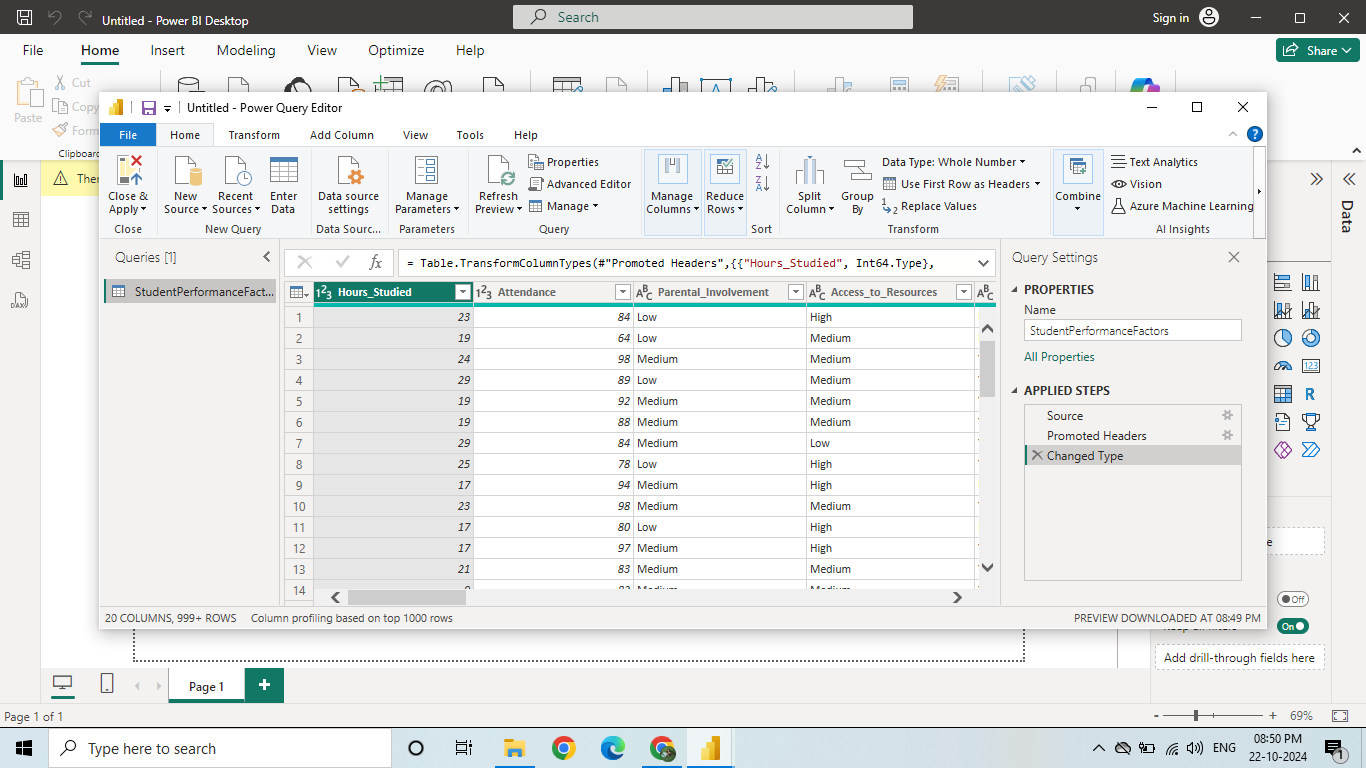 Untitled - Power BI Desktop
Search
Sign in
File Home Insert Modeling View Optimize Help
Share
Paste
Cut
Copy
Form
Clipboard
Untitled - Power Query Editor
File Home Transform Add Column View Tools Help
Close & Apply
Close
New Source
Recent Sources
Enter Data
New Query
Data source settings
Data Sourc...
Manage Parameters
Parameters
Refresh Preview
Properties
Advanced Editor
Manage
Query
Manage Columns
Reduce Rows
Sort
Split Column
Group By
Data Type: Whole Number
Use First Row as Headers
Replace Values
Transform
Combine
Text Analytics
Vision
Azure Machine Learning
AI Insights
Data
Queries [1]
StudentPerformanceFact...
= Table.TransformColumnTypes(#"Promoted Headers",{{"Hours_Studied", Int64.Type},
Hours_Studied Attendance Parental_Involvement Access_to_Resources
1 23 84 Low High
2 19 64 Low Medium
3 24 98 Medium Medium
4 29 89 Low Medium
5 19 92 Medium Medium
6 19 88 Medium Medium
7 29 84 Medium Low
8 25 78 Low High
9 17 94 Medium High
10 23 98 Medium Medium
11 17 80 Low High
12 17 97 Medium High
13 21 83 Medium Medium
14
Query Settings
PROPERTIES
Name
StudentPerformanceFactors
All Properties
APPLIED STEPS
Source
Promoted Headers
Changed Type
20 COLUMNS, 999+ ROWS Column profiling based on top 1000 rows
PREVIEW DOWNLOADED AT 08:49 PM
Off
On
Add drill-through fields here
Page 1
Page 1 of 1
- + 69%
Type here to search
ENG
08:50 PM
22-10-2024
1